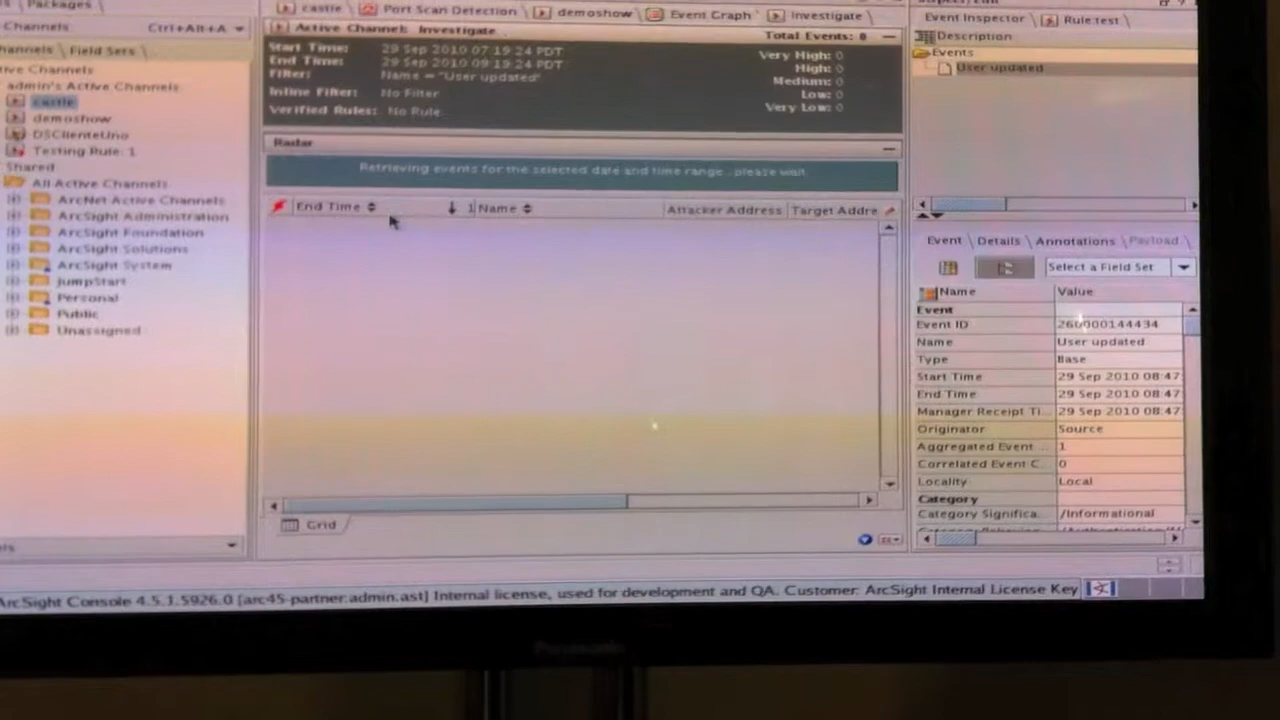 Packages
castle
Port Scan Detection
demoshow
Event Graph
Investigate
Channels
Ctrl+Alt+A
Field Sets
admin's Active Channels
castle
demoshow
DSClienteUno
Testing Rule: 1
Shared
All Active Channels
ArcNet Active Channels
ArcSight Administration
ArcSight Foundation
ArcSight Solutions
ArcSight System
JumpStart
Personal
Public
Unassigned
Active Channel: Investigate
Total Events: 0
Start Time: 29 Sep 2010 07:19:24 PDT
End Time: 29 Sep 2010 09:19:24 PDT
Filter: Name = "User updated"
Inline Filter: No Filter
Verified Rules: No Rule
Very High: 0
High: 0
Medium: 0
Low: 0
Very Low: 0
Radar
Retrieving events for the selected date and time range, please wait
End Time
1 Name
Attacker Address
Target Addre
Grid
Event Inspector
Rule:test
Description
Events
User updated
Event
Details
Annotations
Payload
Select a Field Set
Name Value
Event
Event ID 260000144434
Name User updated
Type Base
Start Time 29 Sep 2010 08:47
End Time 29 Sep 2010 08:47
Manager Receipt Ti... 29 Sep 2010 08:47
Originator Source
Aggregated Event ... 1
Correlated Event C... 0
Locality Local
Category
Category Significa... /Informational
ArcSight Console 4.5.1.5926.0 [arc45-partner.admin.ast] Internal license, used for development and QA. Customer: ArcSight Internal License Key
Panasonic